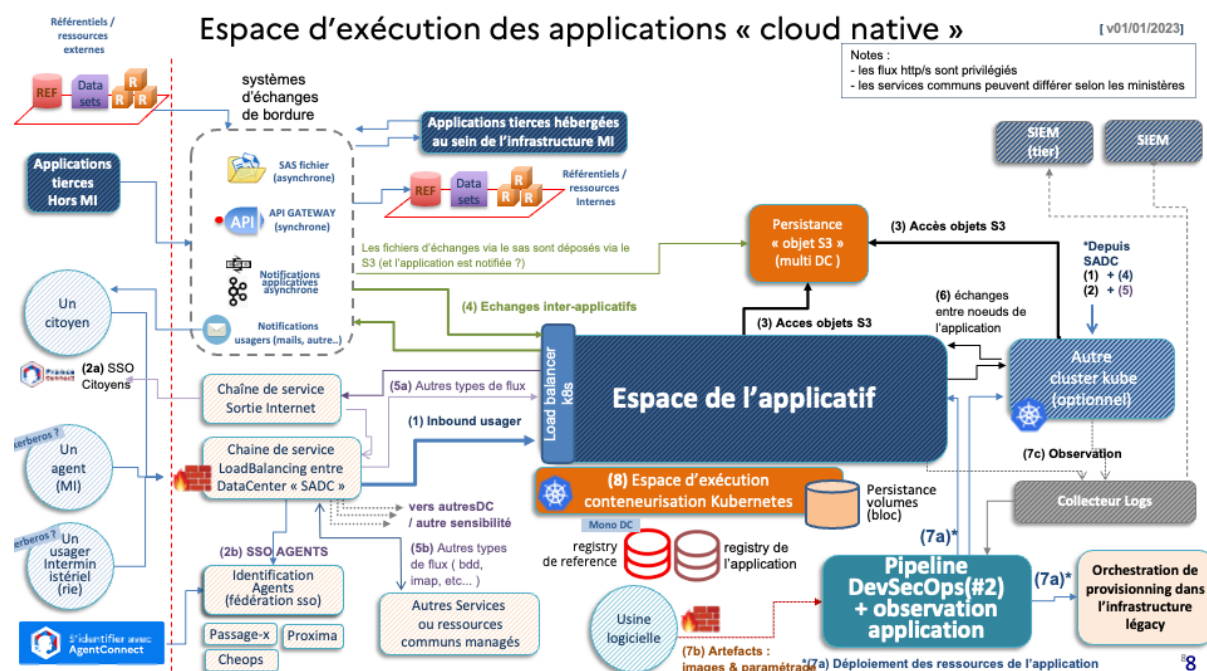 Référentiels /
ressources
externes
Espace d'exécution des applications « cloud native »
[ v01/01/2023]
Notes :
- les flux http/s sont privilégiés
- les services communs peuvent différer selon les ministères
REF
Data
sets
R
R
R
systèmes
d'échanges
de bordure
Applications
tierces
Hors MI
SAS fichier
(asynchrone)
API
API GATEWAY
(synchrone)
Notifications
applicatives
asynchrone
Notifications
usagers (mails, autre..)
Applications tierces hébergées
au sein de l'infrastructure MI
REF
Data
sets
R
R
R
Référentiels /
ressources
Internes
Les fichiers d'échanges via le sas sont déposés via le
S3 (et l'application est notifiée ?)
Persistance
« objet S3 »
(multi DC )
SIEM
(tier)
SIEM
(3) Accès objets S3
*Depuis
SADC
(1) + (4)
(2) + (5)
(4) Echanges inter-applicatifs
(3) Acces objets S3
(6) échanges
entre noeuds de
l'application
Un
citoyen
France
Connect
(2a) SSO
Citoyens
Chaîne de service
Sortie Internet
(5a) Autres types de flux
(1) Inbound usager
Load balancer
k8s
Espace de l'applicatif
Autre
cluster kube
(optionnel)
kerberos ?
Un
agent
(MI)
Chaine de service
LoadBalancing entre
DataCenter « SADC »
(7c) Observation
Collecteur Logs
(8) Espace d'exécution
conteneurisation Kubernetes
Persistance
volumes
(bloc)
vers autresDC
/ autre sensibilité
Mono DC
registry
de reference
registry de
l'application
kerberos ?
Un
usager
Intermin
istériel
(rie)
(2b) SSO AGENTS
(5b) Autres types
de flux ( bdd,
imap, etc... )
Identification
Agents
(fédération sso)
Passage-x
Proxima
Cheops
S'identifier avec
AgentConnect
Autres Services
ou ressources
communs managés
Usine
logicielle
(7b) Artefacts :
images & paramétrage
(7a)*
Pipeline
DevSecOps(#2)
+ observation
application
(7a)*
Orchestration de
provisionning dans
l'infrastructure
légacy
*(7a) Déploiement des ressources de l'application
8
8